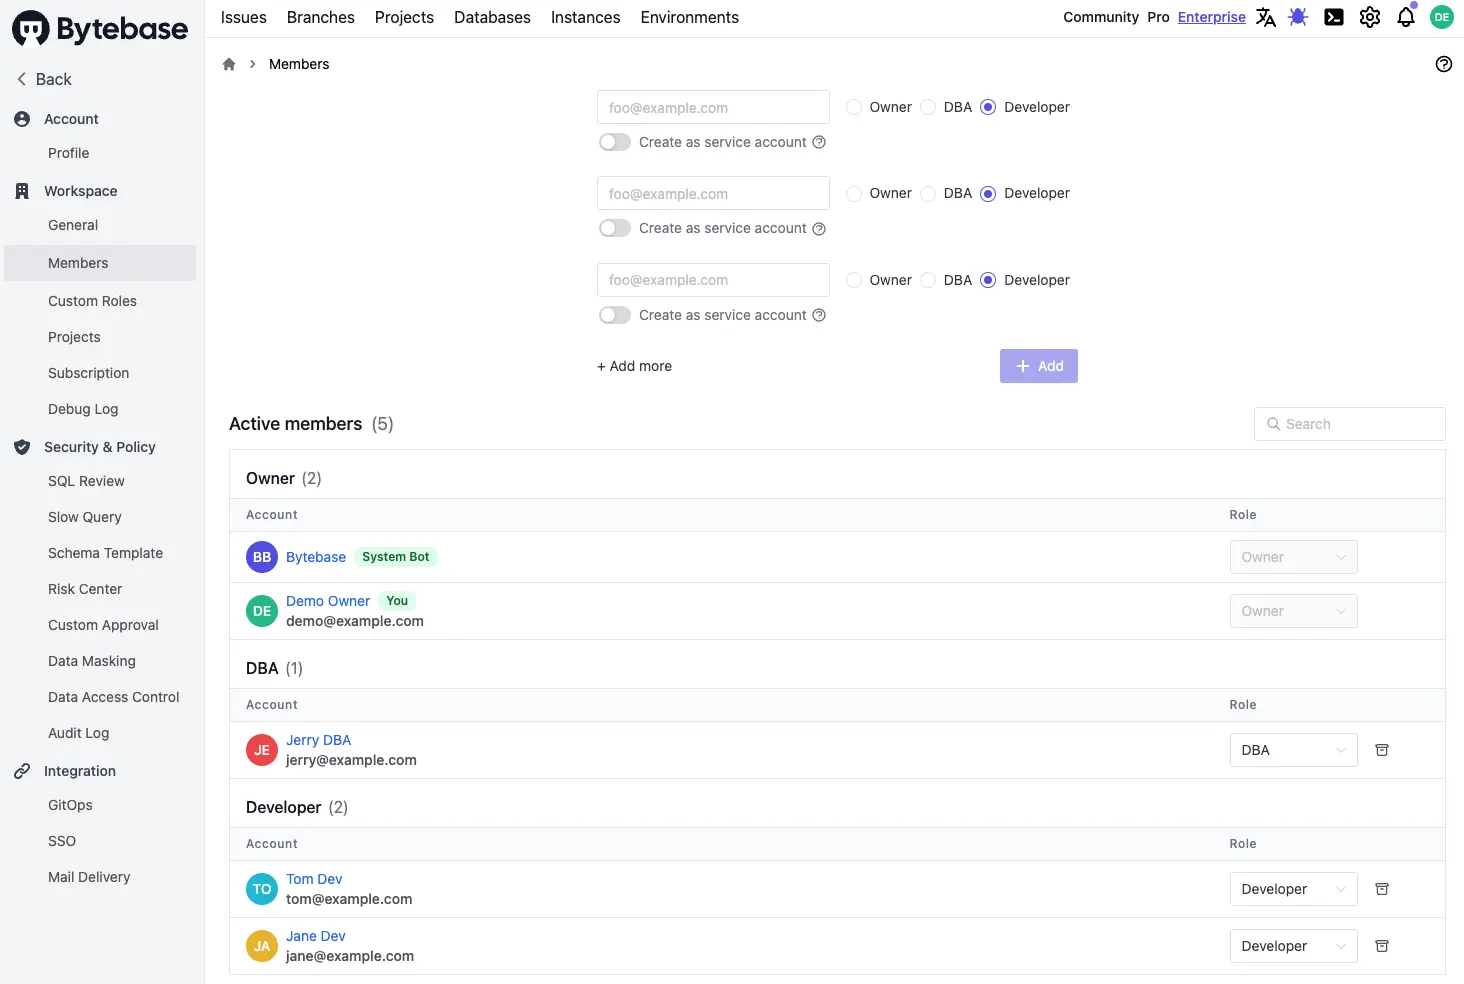 Bytebase
Issues Branches Projects Databases Instances Environments
Community Pro Enterprise
DE
Back
Account
Profile
Workspace
General
Members
Custom Roles
Projects
Subscription
Debug Log
Security & Policy
SQL Review
Slow Query
Schema Template
Risk Center
Custom Approval
Data Masking
Data Access Control
Audit Log
Integration
GitOps
SSO
Mail Delivery
Members
foo@example.com Owner DBA Developer
Create as service account
foo@example.com Owner DBA Developer
Create as service account
foo@example.com Owner DBA Developer
Create as service account
+ Add more
+ Add
Active members (5)
Search
Owner (2)
Account Role
BB Bytebase System Bot Owner
DE Demo Owner You Owner
demo@example.com
DBA (1)
Account Role
JE Jerry DBA DBA
jerry@example.com
Developer (2)
Account Role
TO Tom Dev Developer
tom@example.com
JA Jane Dev Developer
jane@example.com